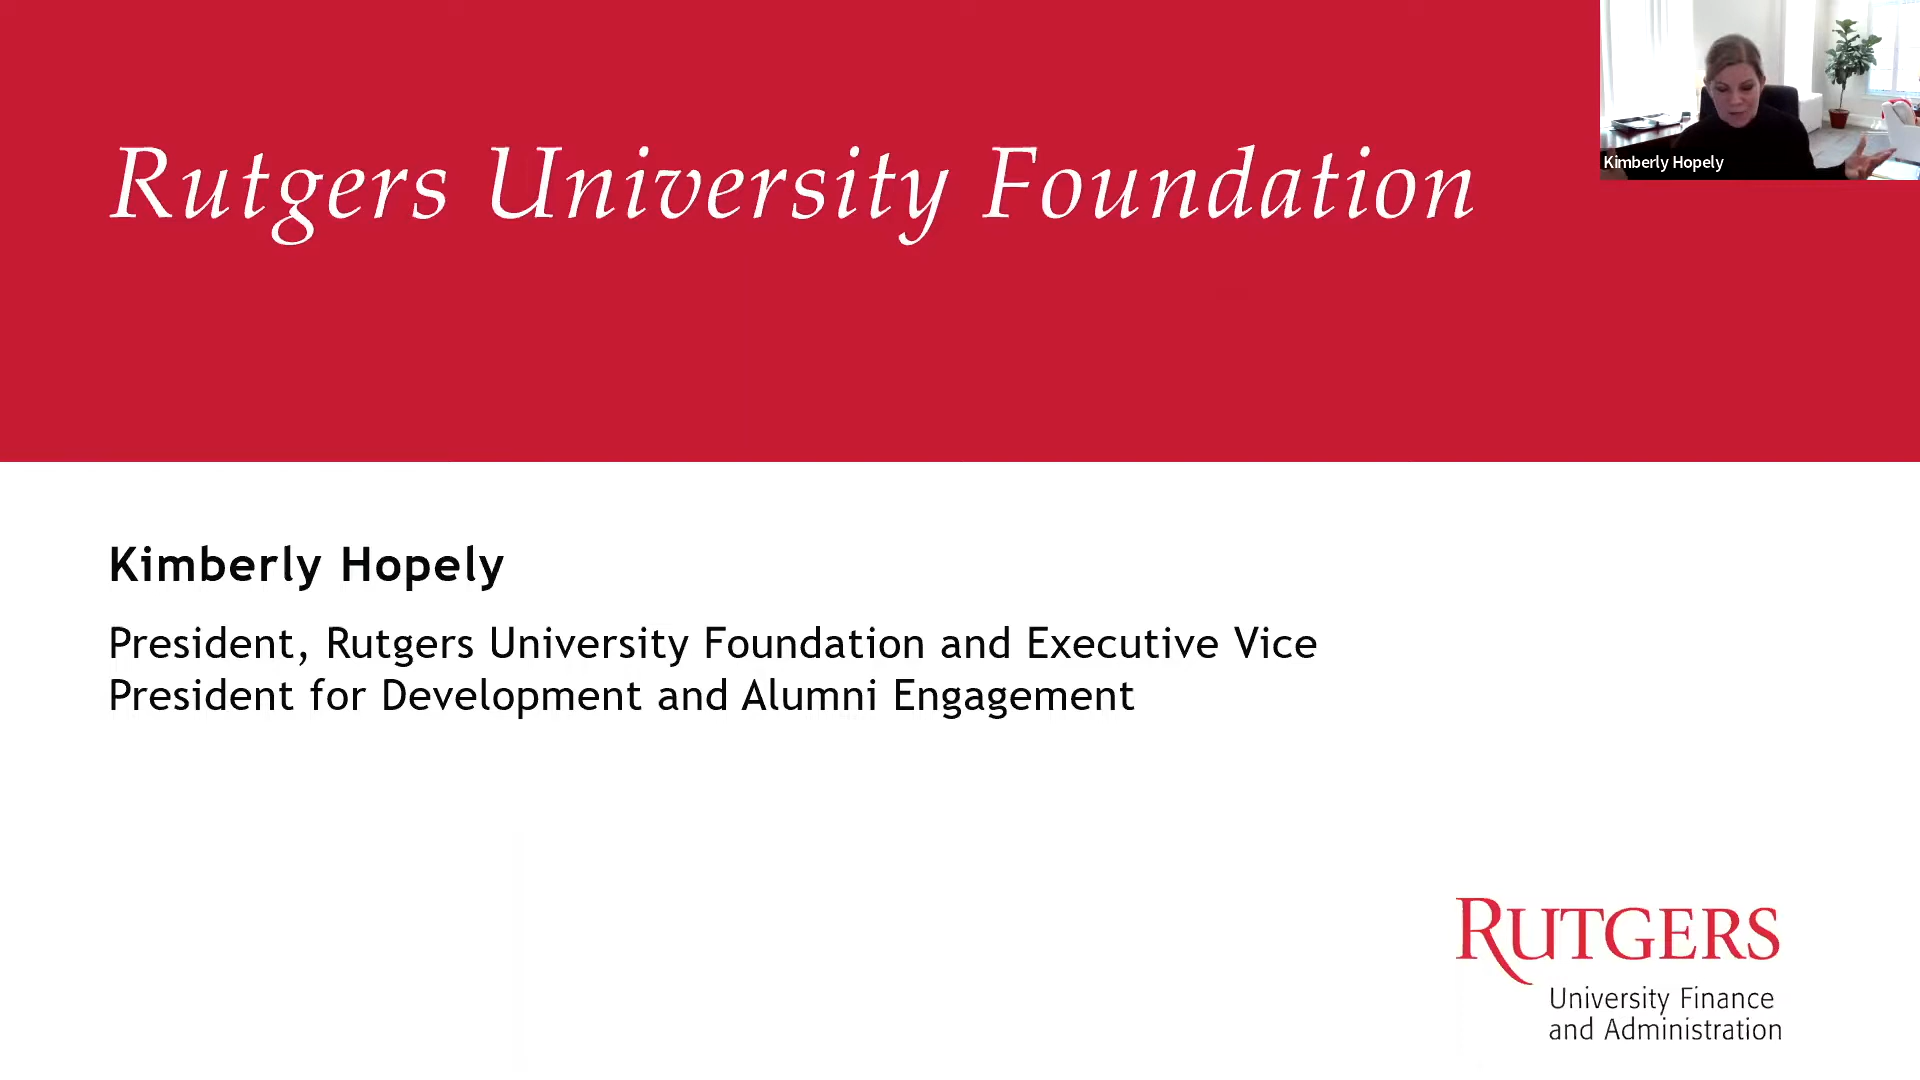 Rutgers University Foundation
Kimberly Hopely
Kimberly Hopely
President, Rutgers University Foundation and Executive Vice
President for Development and Alumni Engagement
RUTGERS
University Finance
and Administration